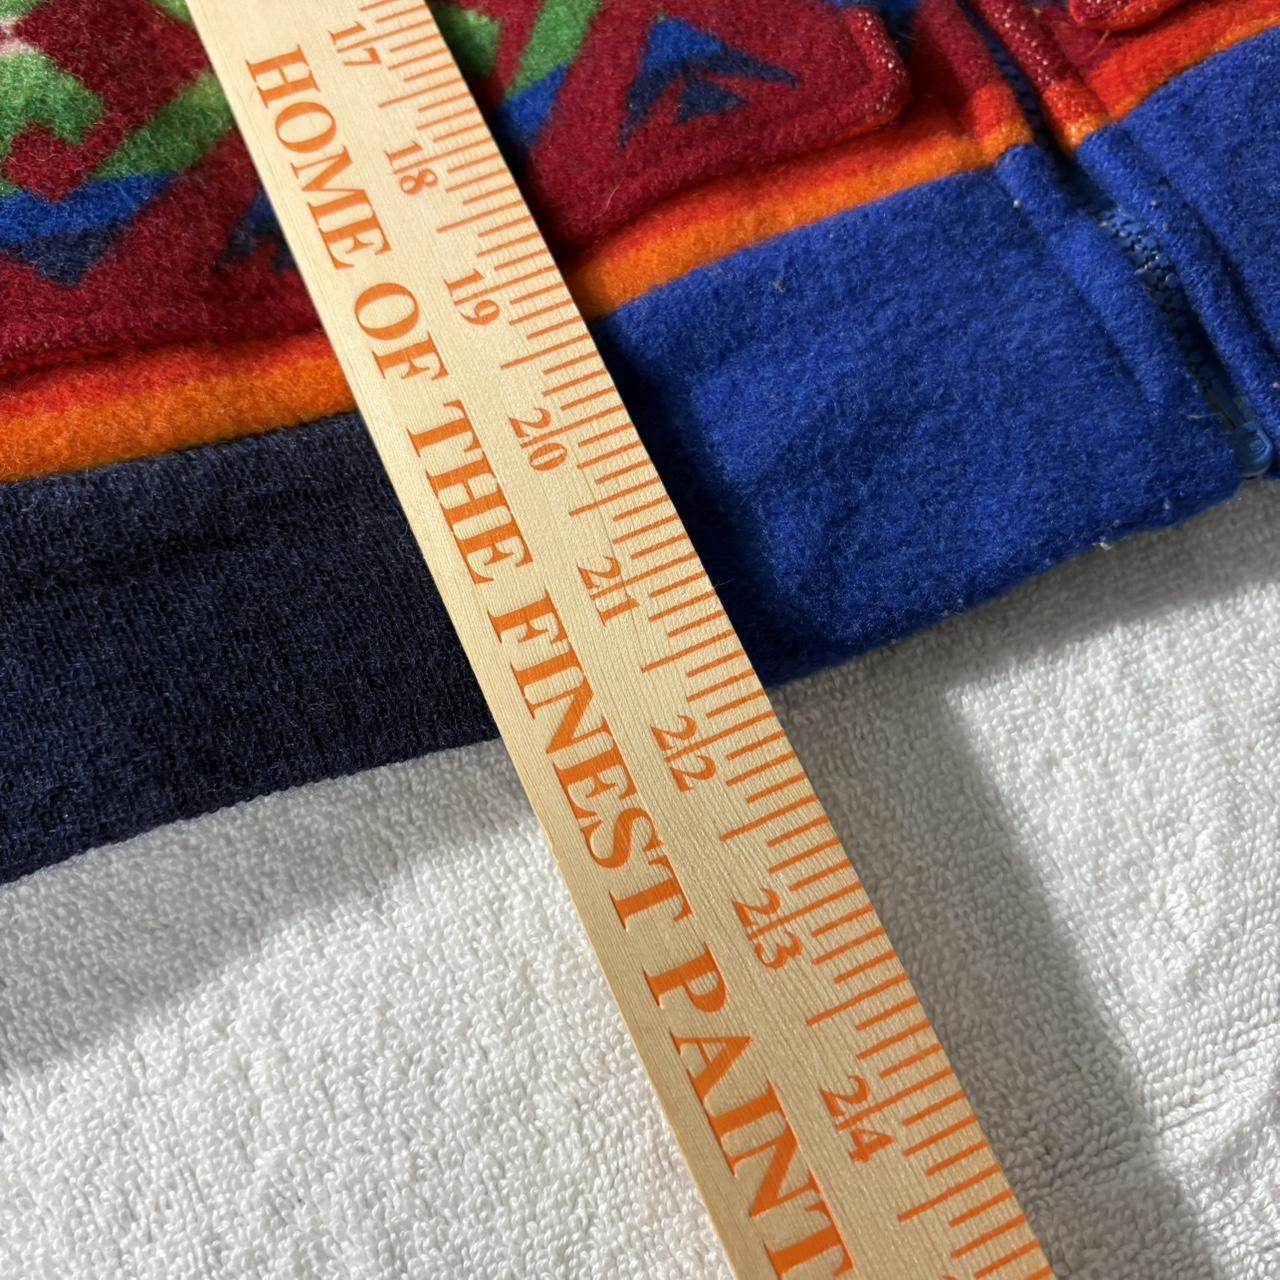 17 18 19 20 21 22 23 24
HOME OF THE FINEST PAINT